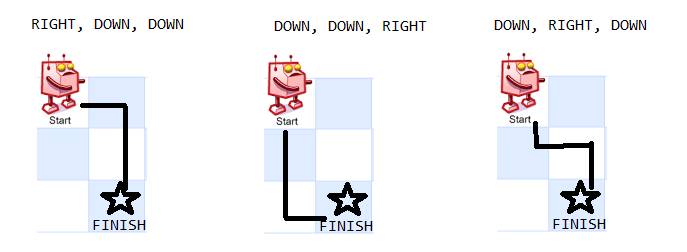 RIGHT, DOWN, DOWN
Start
FINISH
DOWN, DOWN, RIGHT
Start
FINISH
DOWN, RIGHT, DOWN
Start
FINISH